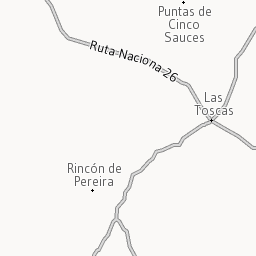 Puntas de
Cinco
Sauces
Ruta Naciona 26
Las
Toscas
Rincón de
Pereira